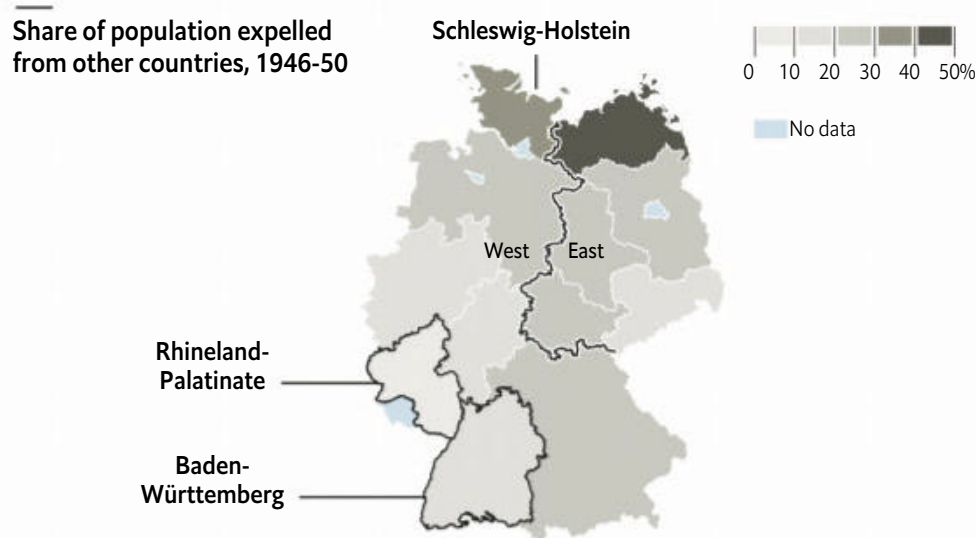 Share of population expelled
from other countries, 1946-50
Schleswig-Holstein
0 10 20 30 40 50%
No data
West East
Rhineland-
Palatinate
Baden-
Württemberg